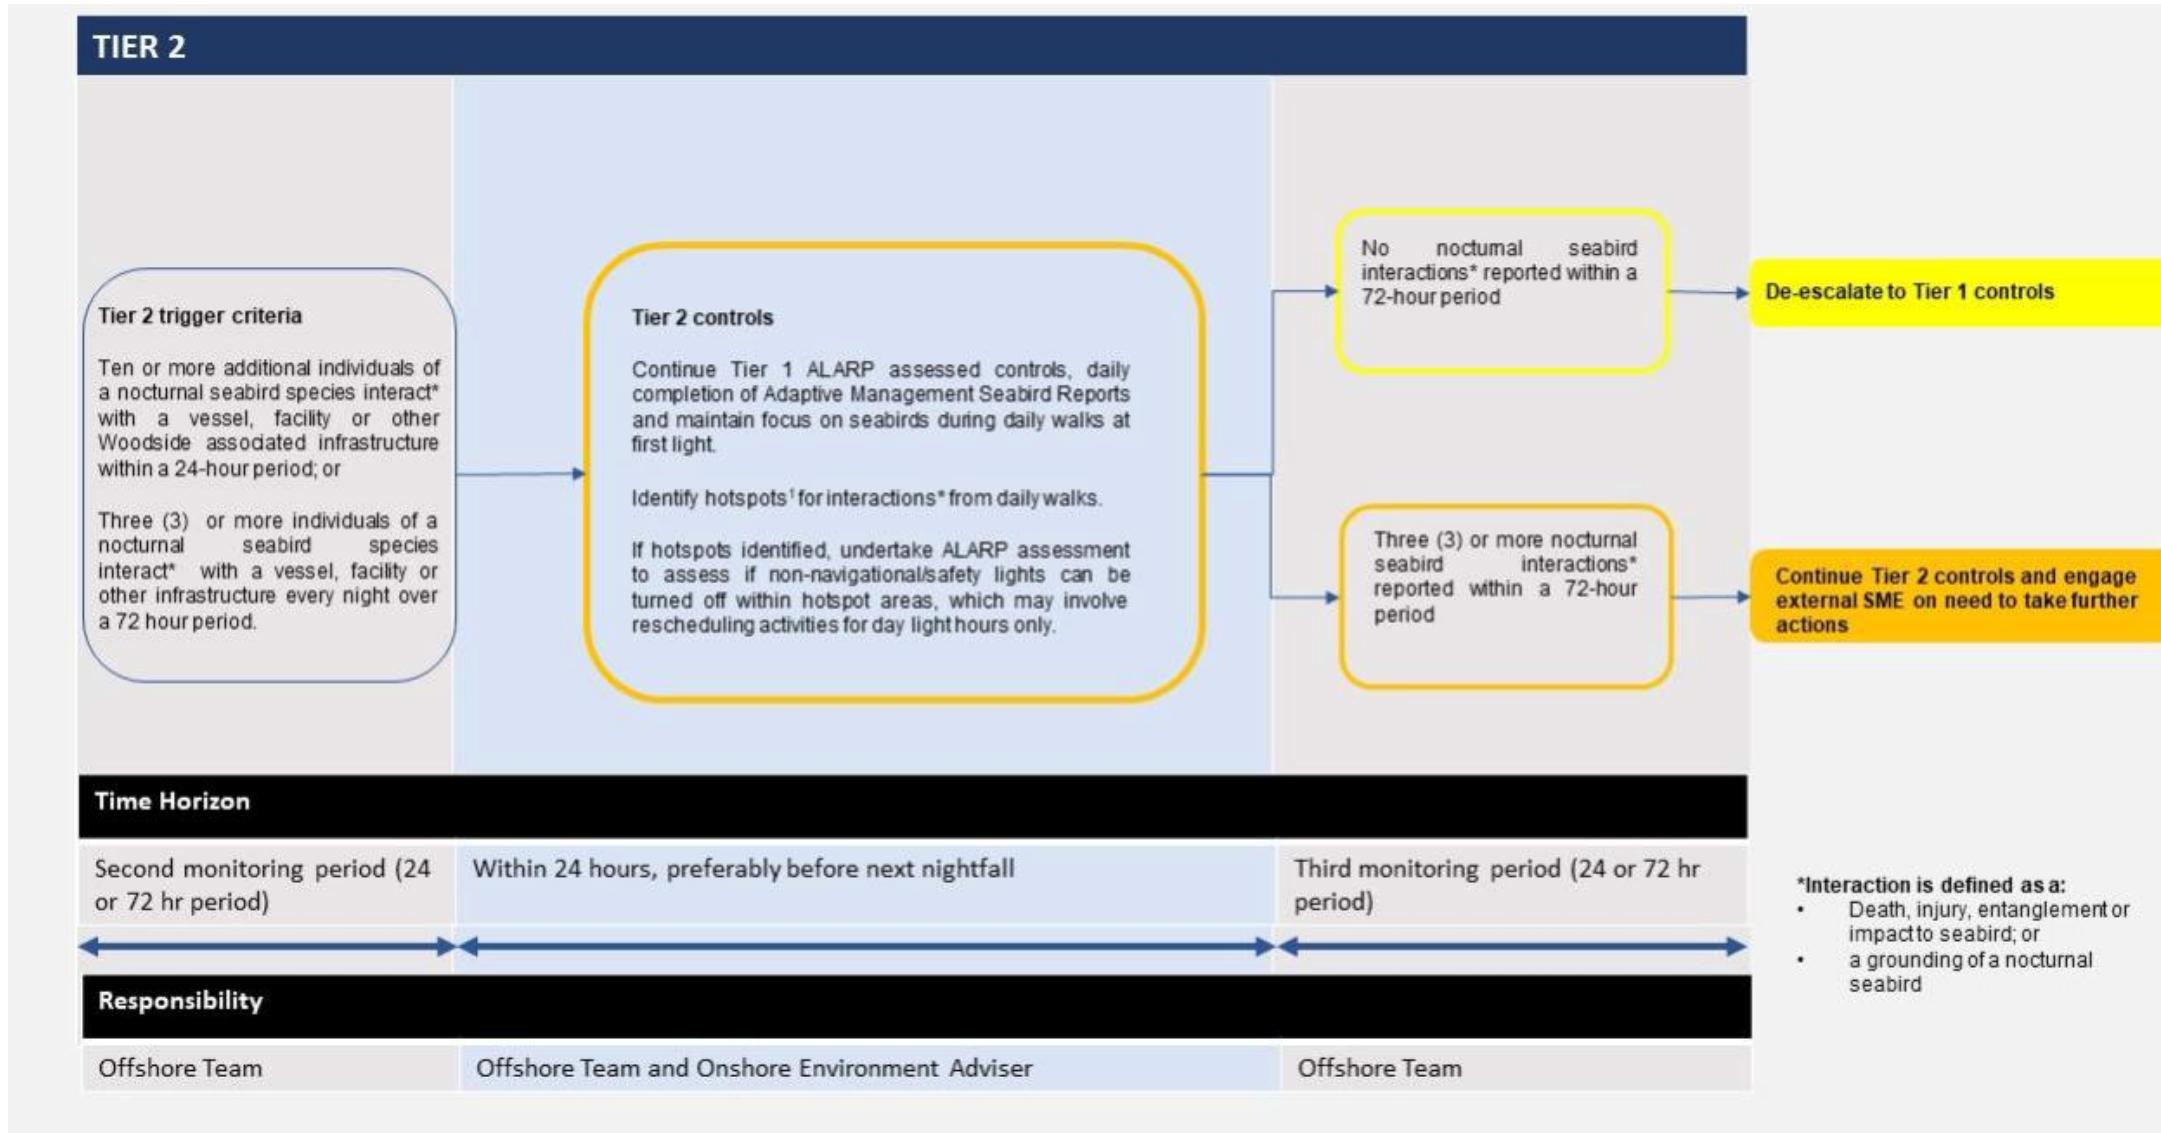 TIER 2
Tier 2 trigger criteria
Ten or more additional individuals of
a nocturnal seabird species interact*
with a vessel, facility or other
Woodside associated infrastructure
within a 24-hour period; or
Three (3) or more individuals of a
nocturnal seabird species
interact* with a vessel, facility or
other infrastructure every night over
a 72 hour period.
Tier 2 controls
Continue Tier 1 ALARP assessed controls, daily
completion of Adaptive Management Seabird Reports
and maintain focus on seabirds during daily walks at
first light.
Identify hotspots¹ for interactions* from daily walks.
If hotspots identified, undertake ALARP assessment
to assess if non-navigational/safety lights can be
turned off within hotspot areas, which may involve
rescheduling activities for day light hours only.
No nocturnal seabird
interactions* reported within a
72-hour period
De-escalate to Tier 1 controls
Three (3) or more nocturnal
seabird interactions*
reported within a 72-hour
period
Continue Tier 2 controls and engage
external SME on need to take further
actions
Time Horizon
Second monitoring period (24
or 72 hr period)
Within 24 hours, preferably before next nightfall
Third monitoring period (24 or 72 hr
period)
*Interaction is defined as a:
• Death, injury, entanglement or
impact to seabird; or
• a grounding of a nocturnal
seabird
Responsibility
Offshore Team
Offshore Team and Onshore Environment Adviser
Offshore Team